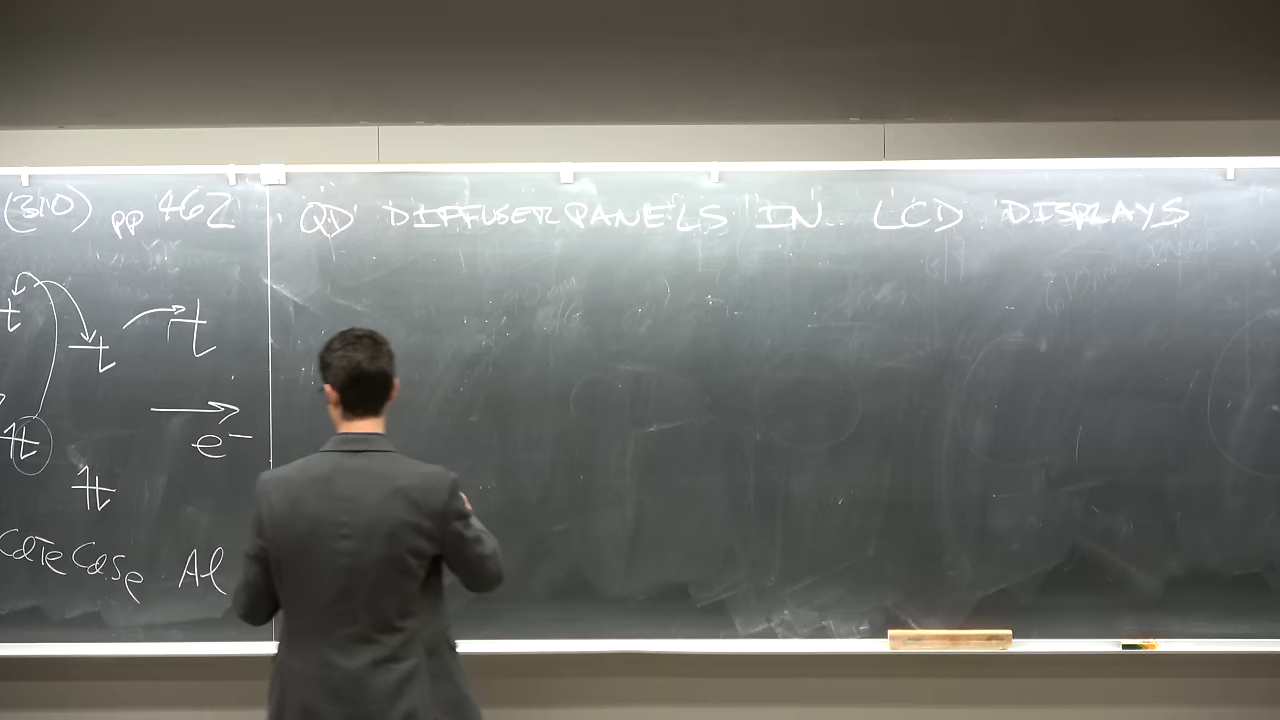 (310) pp 462
QD DIFFUSER PANELS IN LCD DISPLAYS
e-
CdTe CdSe Al